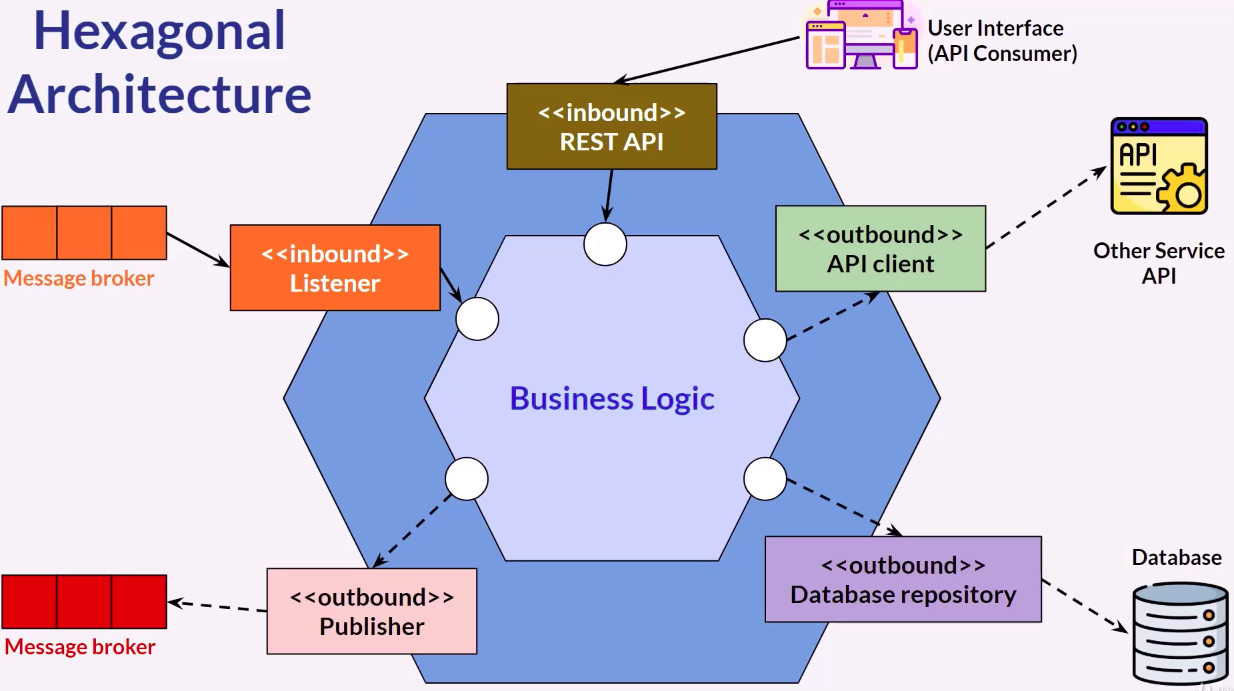 Hexagonal
Architecture
User Interface
(API Consumer)
<<inbound>>
REST API
API
<<outbound>>
API client
Other Service
API
<<inbound>>
Listener
Message broker
Business Logic
<<outbound>>
Database repository
Database
<<outbound>>
Publisher
Message broker